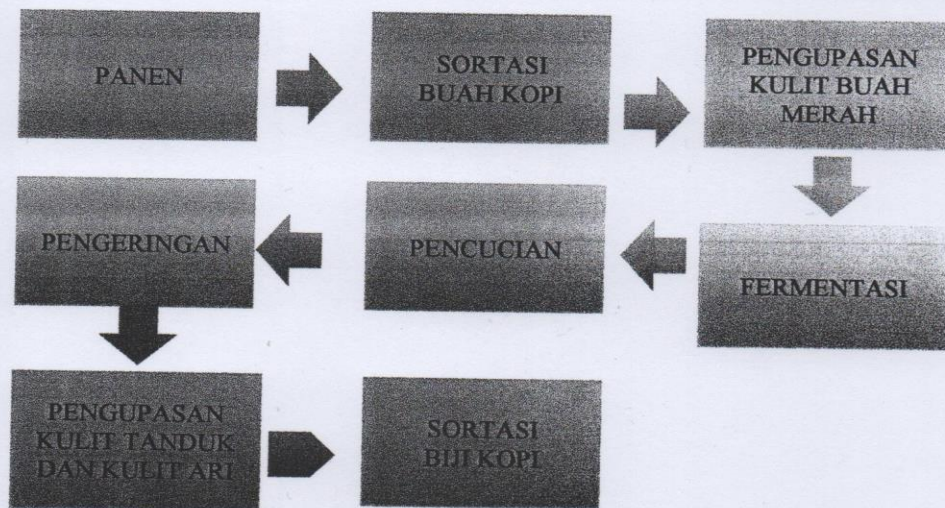 PANEN
SORTASI
BUAH KOPI
PENGUPASAN
KULIT BUAH
MERAH
FERMENTASI
PENCUCIAN
PENGERINGAN
PENGUPASAN
KULIT TANDUK
DAN KULIT ARI
SORTASI
BIJI KOPI